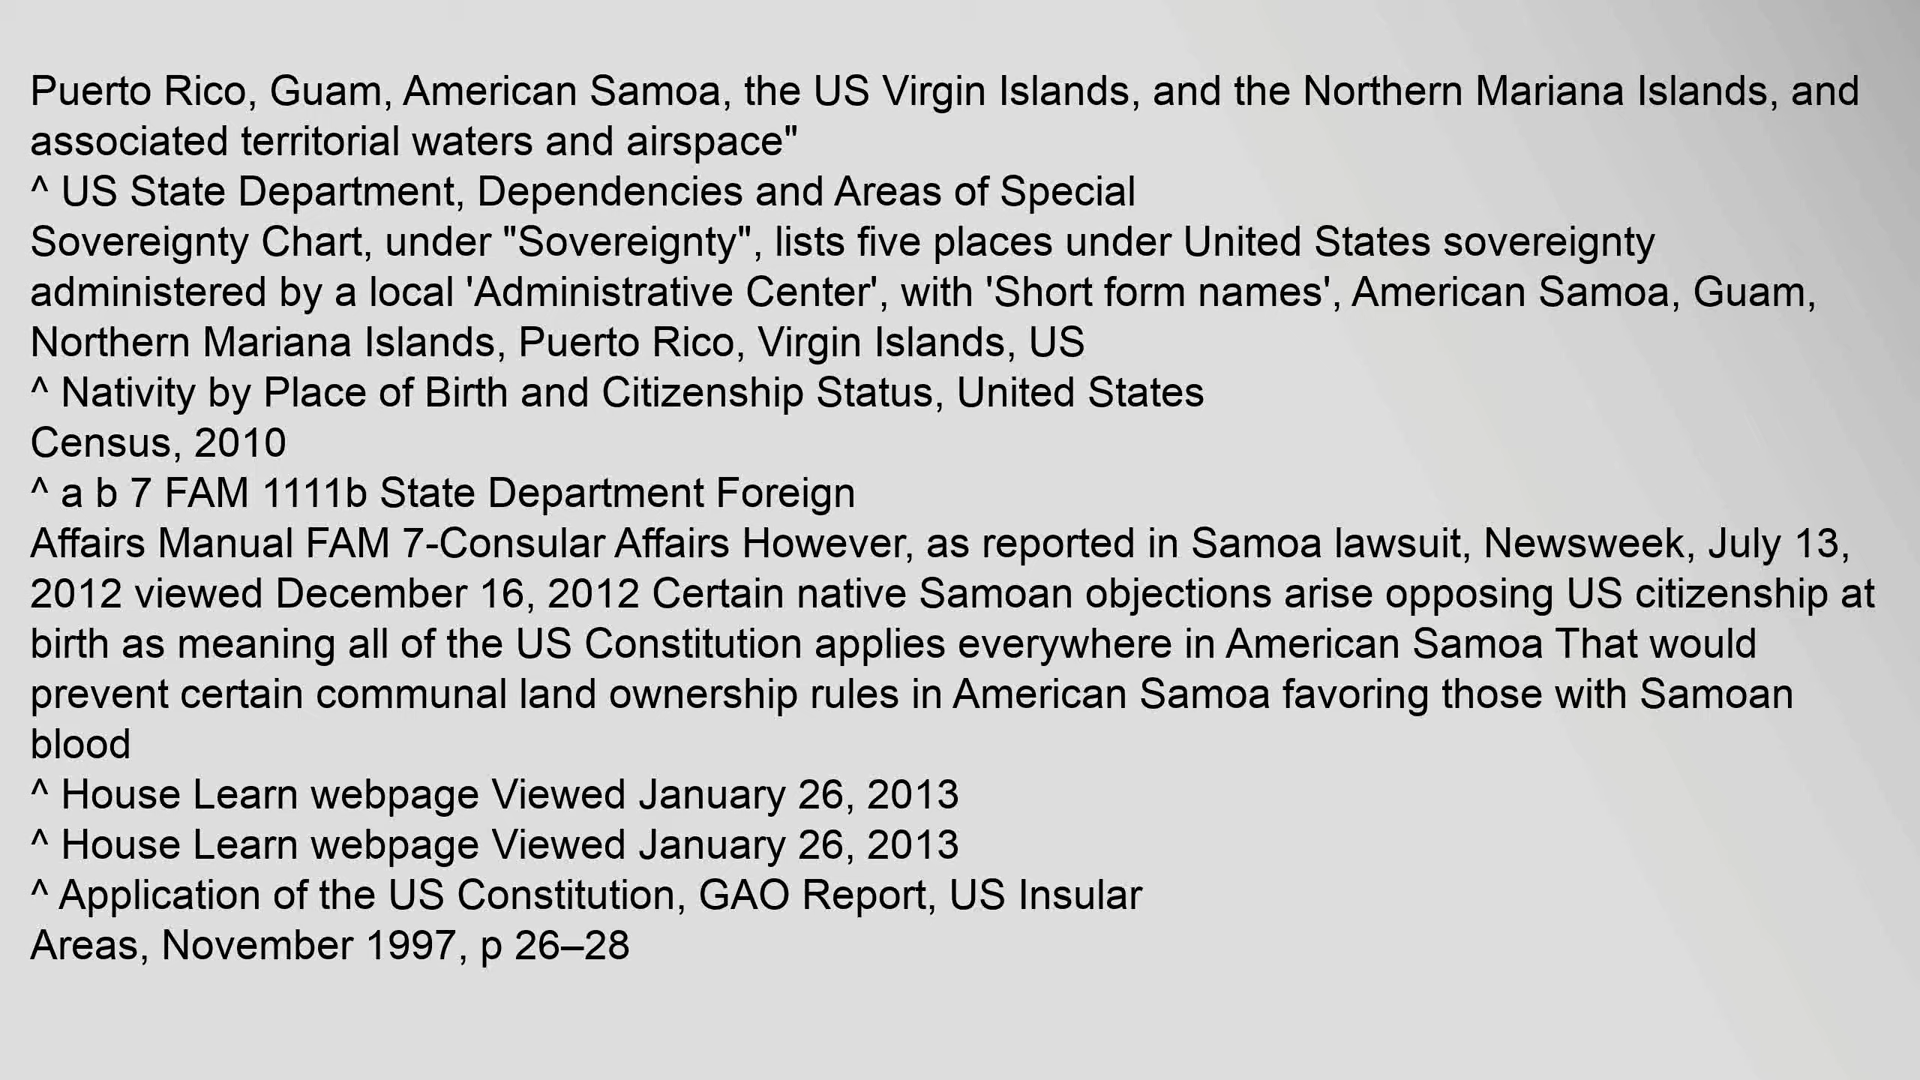 Puerto Rico, Guam, American Samoa, the US Virgin Islands, and the Northern Mariana Islands, and
associated territorial waters and airspace"
^ US State Department, Dependencies and Areas of Special
Sovereignty Chart, under "Sovereignty", lists five places under United States sovereignty
administered by a local 'Administrative Center', with 'Short form names', American Samoa, Guam,
Northern Mariana Islands, Puerto Rico, Virgin Islands, US
^ Nativity by Place of Birth and Citizenship Status, United States
Census, 2010
^ a b 7 FAM 1111b State Department Foreign
Affairs Manual FAM 7-Consular Affairs However, as reported in Samoa lawsuit, Newsweek, July 13,
2012 viewed December 16, 2012 Certain native Samoan objections arise opposing US citizenship at
birth as meaning all of the US Constitution applies everywhere in American Samoa That would
prevent certain communal land ownership rules in American Samoa favoring those with Samoan
blood
^ House Learn webpage Viewed January 26, 2013
^ House Learn webpage Viewed January 26, 2013
^ Application of the US Constitution, GAO Report, US Insular
Areas, November 1997, p 26–28